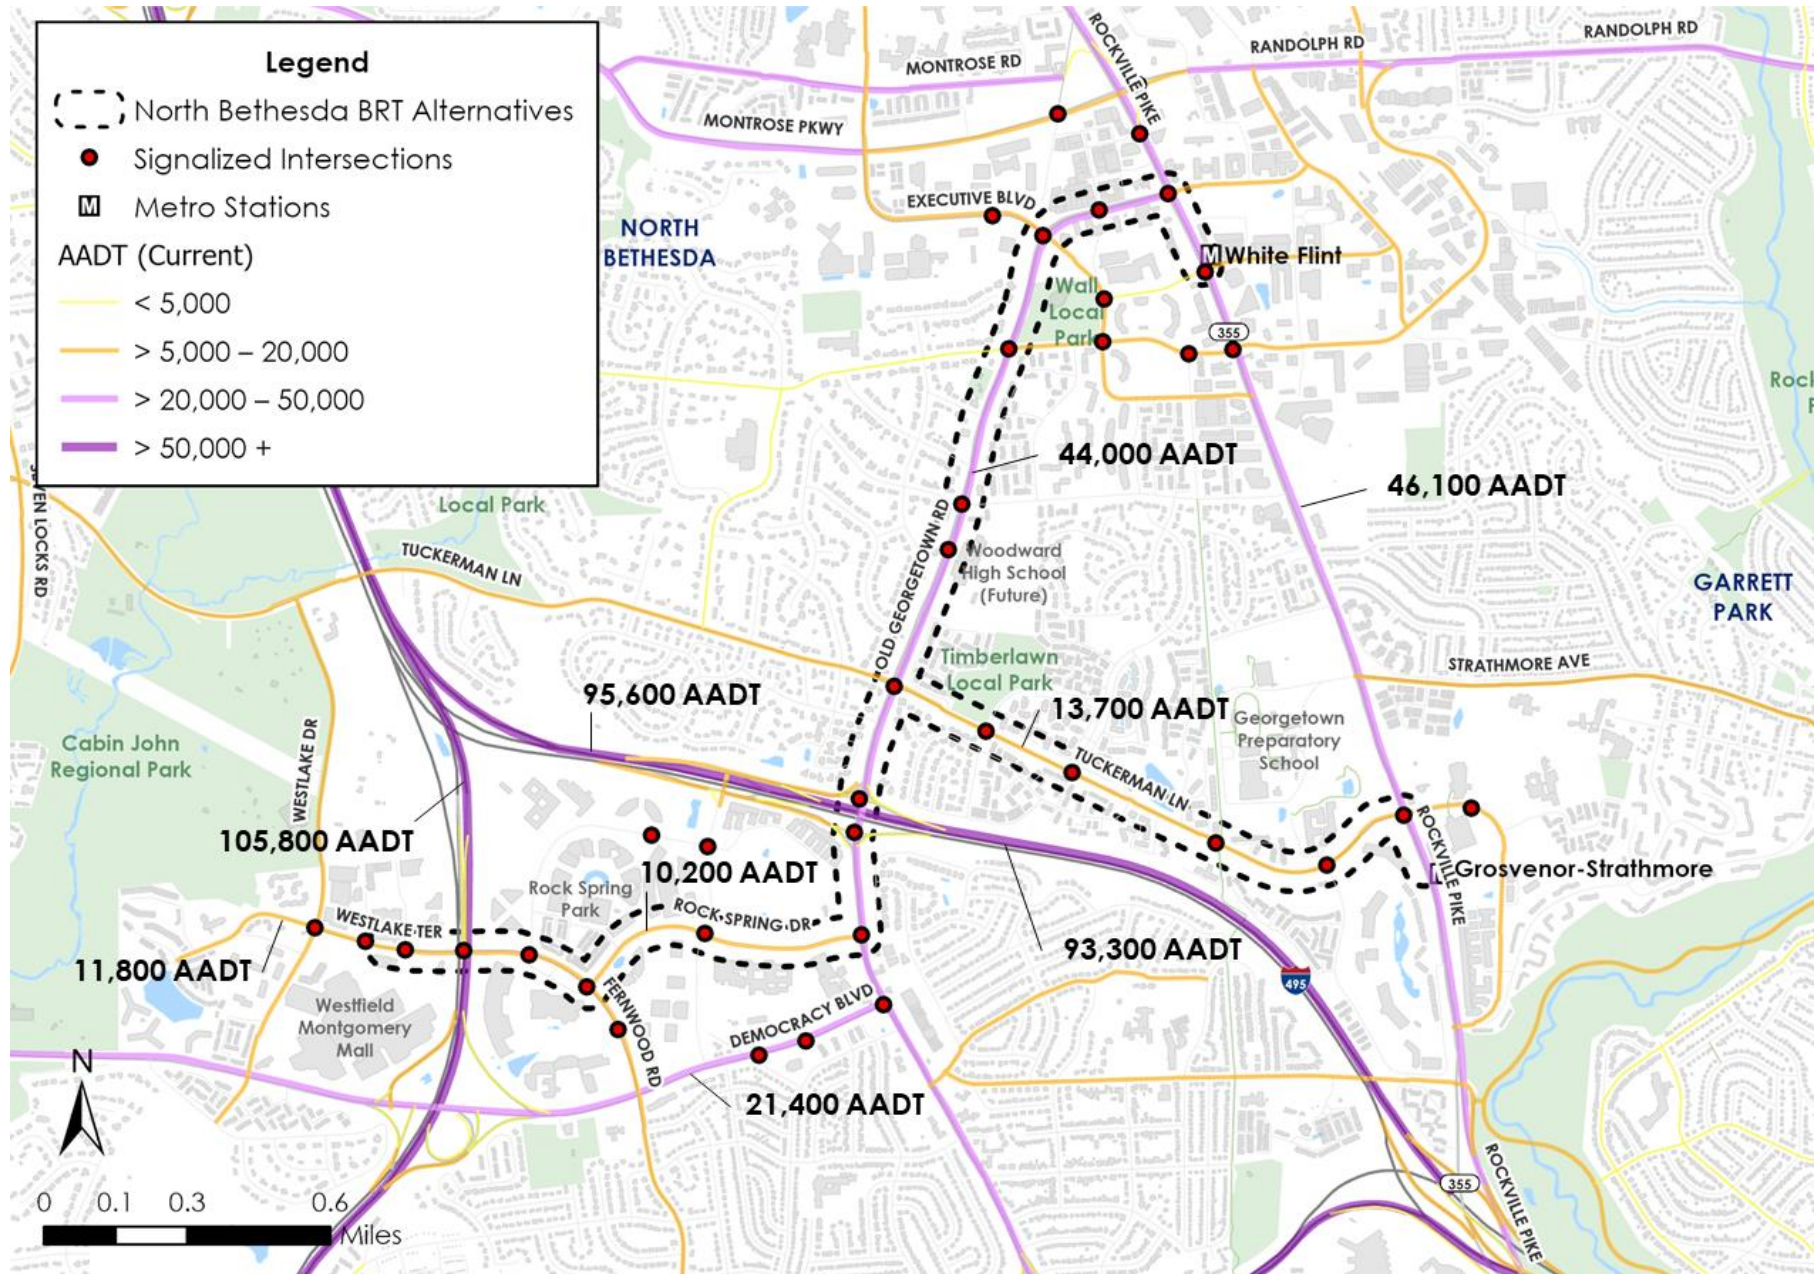 Legend
North Bethesda BRT Alternatives
Signalized Intersections
M
Metro Stations
AADT (Current)
< 5,000
> 5,000 – 20,000
> 20,000 – 50,000
> 50,000 +
ROCKVILLE PIKE
MONTROSE RD
RANDOLPH RD
RANDOLPH RD
MONTROSE PKWY
EXECUTIVE BLVD
NORTH
BETHESDA
M
White Flint
Wall
Local
Park
355
44,000 AADT
46,100 AADT
Local Park
SEVEN LOCKS RD
TUCKERMAN LN
OLD GEORGETOWN RD
Woodward
High School
(Future)
GARRETT
PARK
Timberlawn
Local Park
STRATHMORE AVE
95,600 AADT
13,700 AADT
Georgetown
Preparatory
School
Cabin John
Regional Park
WESTLAKE DR
TUCKERMAN LN
105,800 AADT
10,200 AADT
ROCKVILLE PIKE
Grosvenor-Strathmore
Rock Spring
Park
ROCK SPRING DR
WESTLAKE TER
11,800 AADT
93,300 AADT
495
Westfield
Montgomery
Mall
FERNWOOD RD
DEMOCRACY BLVD
21,400 AADT
N
355
ROCKVILLE PIKE
0 0.1 0.3 0.6
Miles